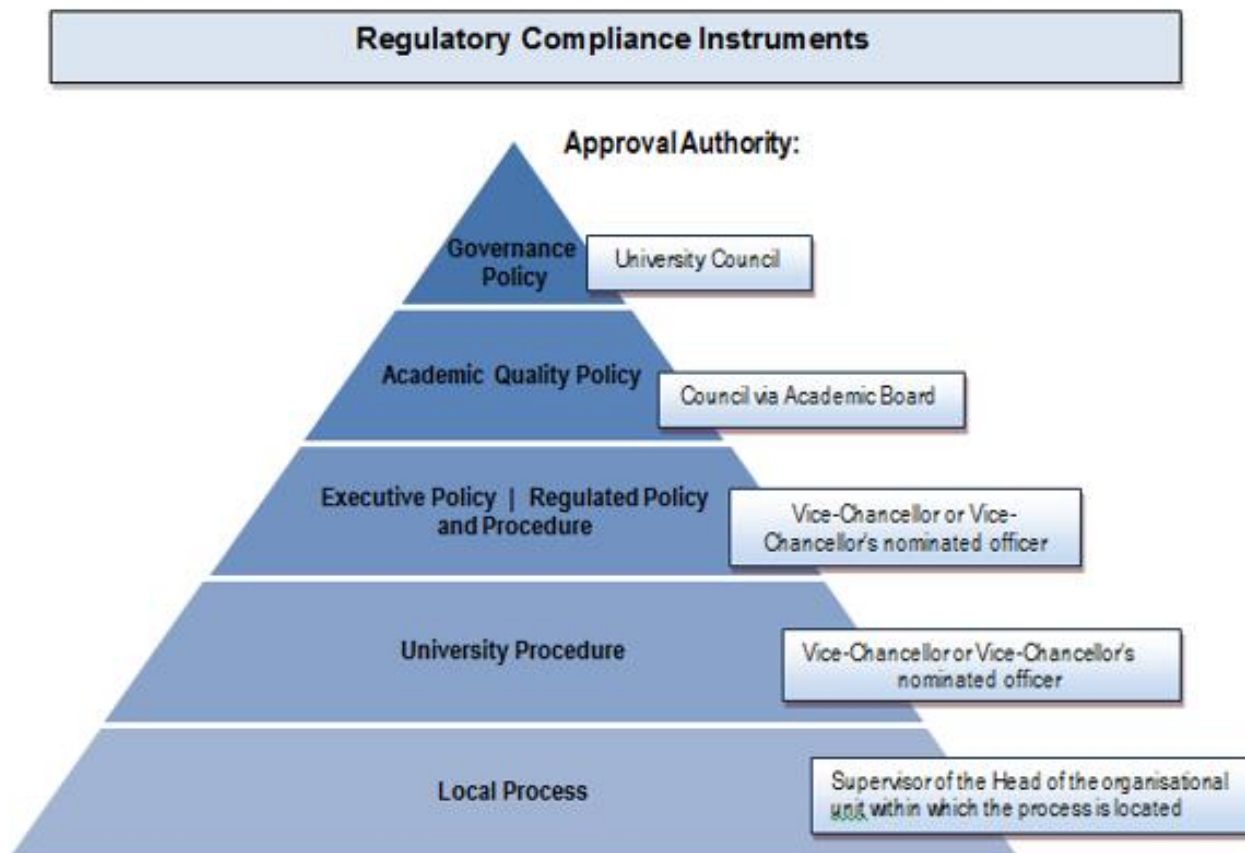 Regulatory Compliance Instruments
Approval Authority:
Governance
Policy
University Council
Academic Quality Policy
Council via Academic Board
Executive Policy | Regulated Policy
and Procedure
Vice-Chancellor or Vice-
Chancellor's nominated officer
University Procedure
Vice-Chancellor or Vice-Chancellor's
nominated officer
Local Process
Supervisor of the Head of the organisational
unit within which the process is located